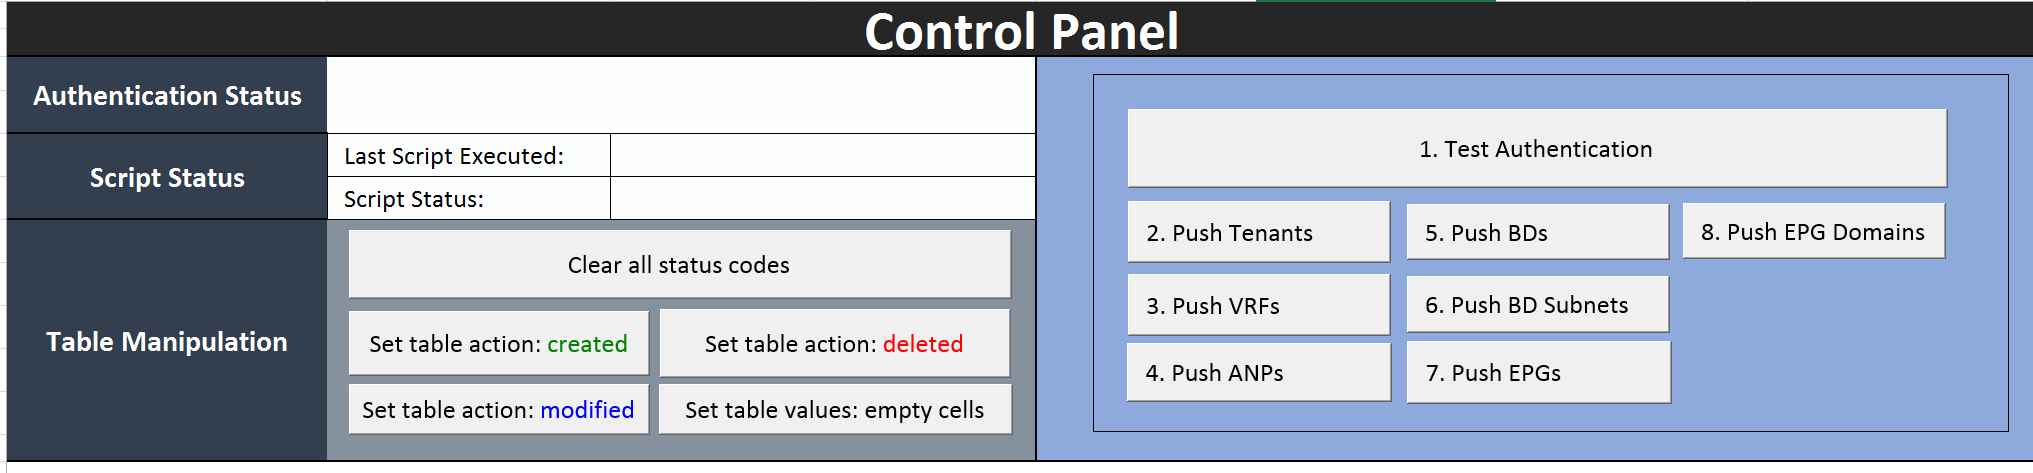 Control Panel
Authentication Status
Script Status
Last Script Executed:
Script Status:
Table Manipulation
Clear all status codes
Set table action: created
Set table action: deleted
Set table action: modified
Set table values: empty cells
1. Test Authentication
2. Push Tenants
5. Push BDs
8. Push EPG Domains
3. Push VRFs
6. Push BD Subnets
4. Push ANPs
7. Push EPGs